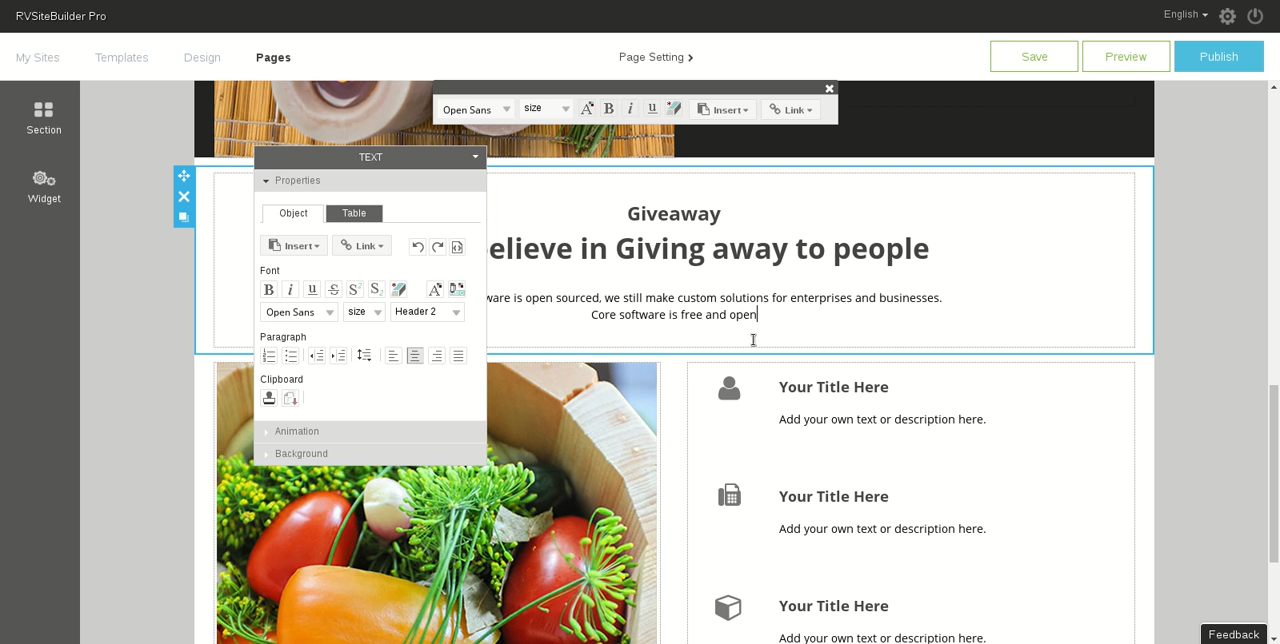 RVSiteBuilder Pro
English
My Sites
Templates
Design
Pages
Page Setting
Save
Preview
Publish
Section
Widget
Open Sans
size
B
i
u
Insert
Link
TEXT
Properties
Object
Table
Insert
Link
Font
B
i
u
S
Open Sans
size
Header 2
Paragraph
Clipboard
Animation
Background
Giveaway
elieve in Giving away to people
ware is open sourced, we still make custom solutions for enterprises and businesses.
Core software is free and open
Your Title Here
Add your own text or description here.
Your Title Here
Add your own text or description here.
Your Title Here
Add your own text or description here.
Feedback